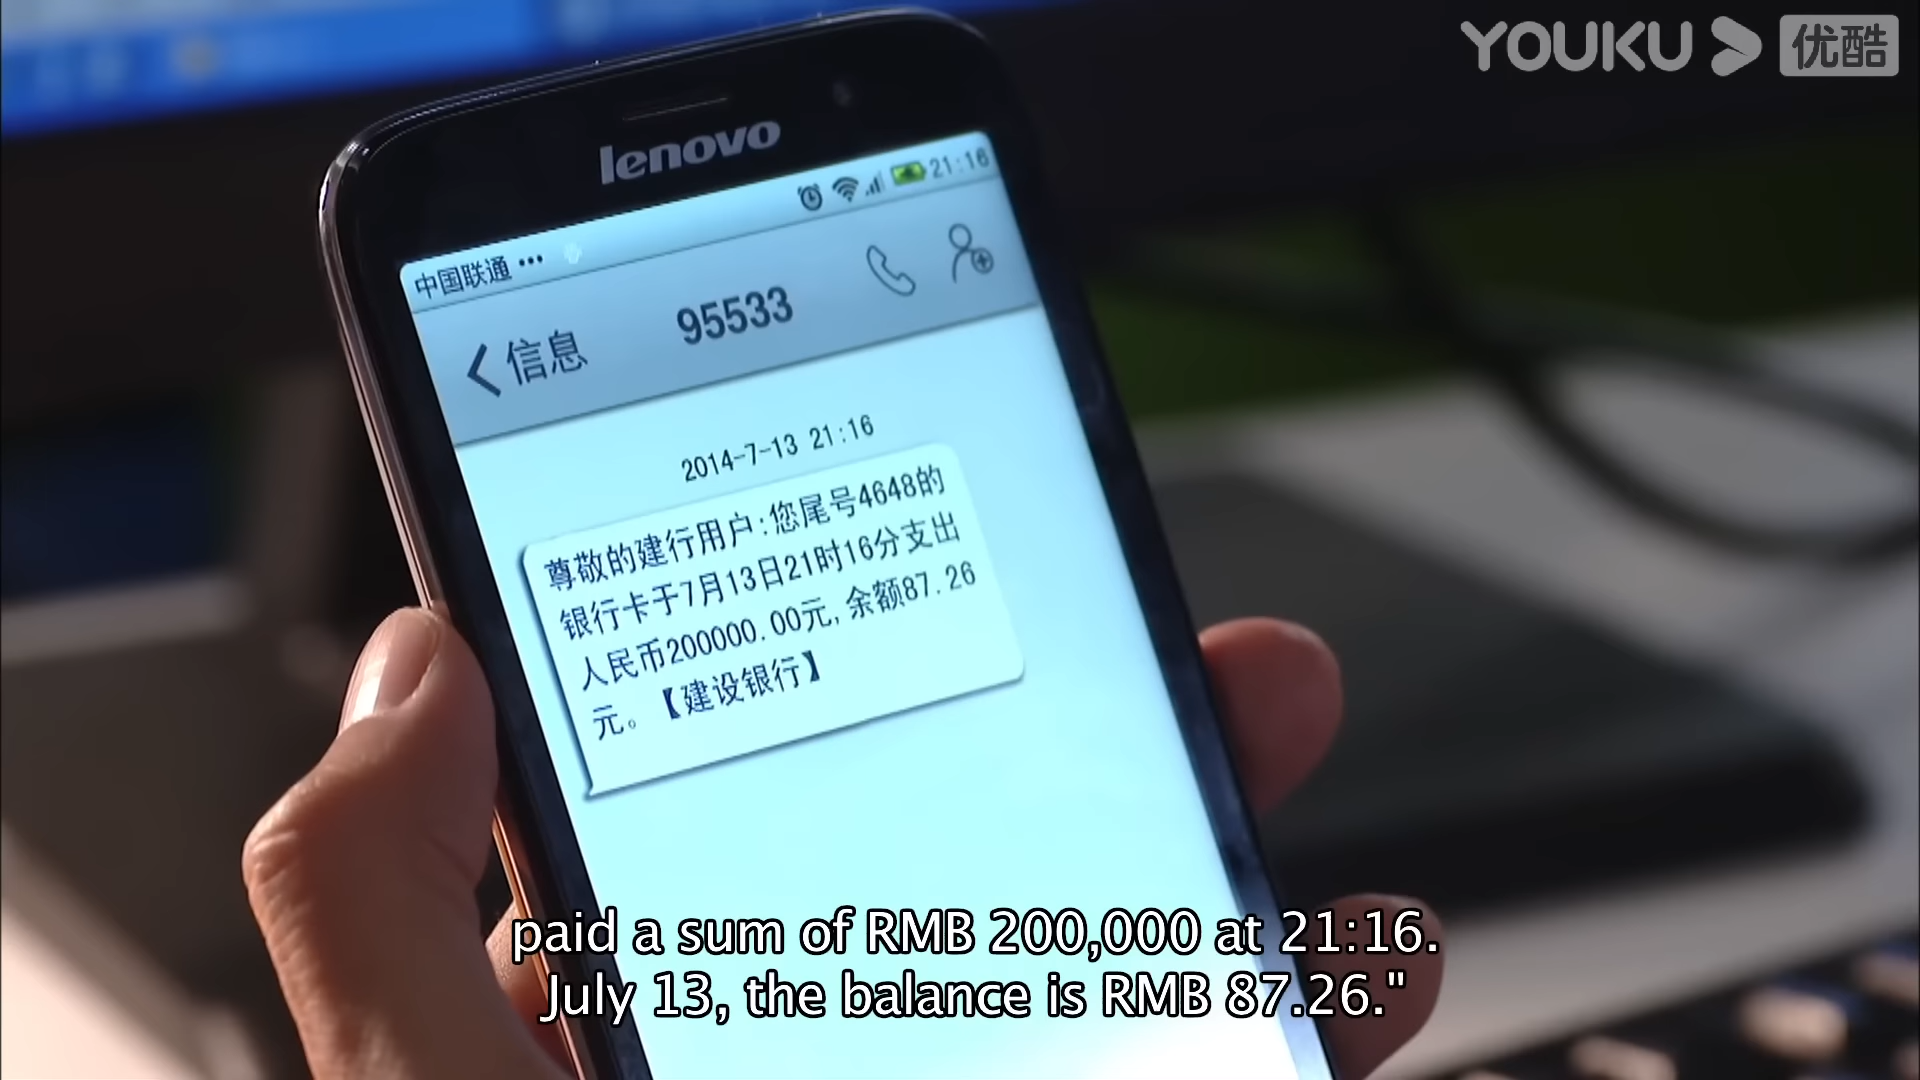 YOUKU 优酷
lenovo
中国联通 ••• 21:16
信息 95533
2014-7-13 21:16
尊敬的建行用户:您尾号4648的
银行卡于7月13日21时16分支出
人民币200000.00元,余额87.26
元。【建设银行】
paid a sum of RMB 200,000 at 21:16.
July 13, the balance is RMB 87.26."